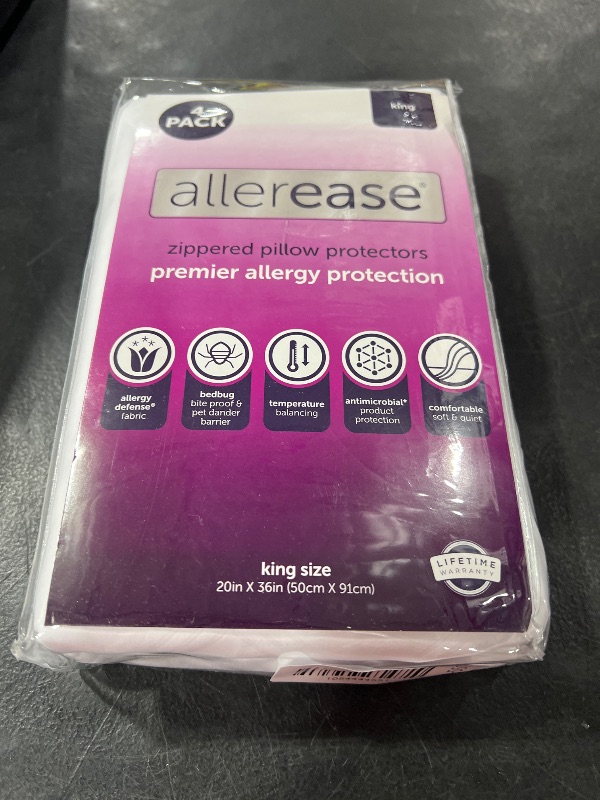 PACK
king
allerease®
zippered pillow protectors
premier allergy protection
allergy
defense®
fabric
bedbug
bite proof &
pet dander
barrier
temperature
balancing
antimicrobial*
product
protection
comfortable
soft & quiet
LIFETIME
WARRANTY
king size
20in X 36in (50cm X 91cm)